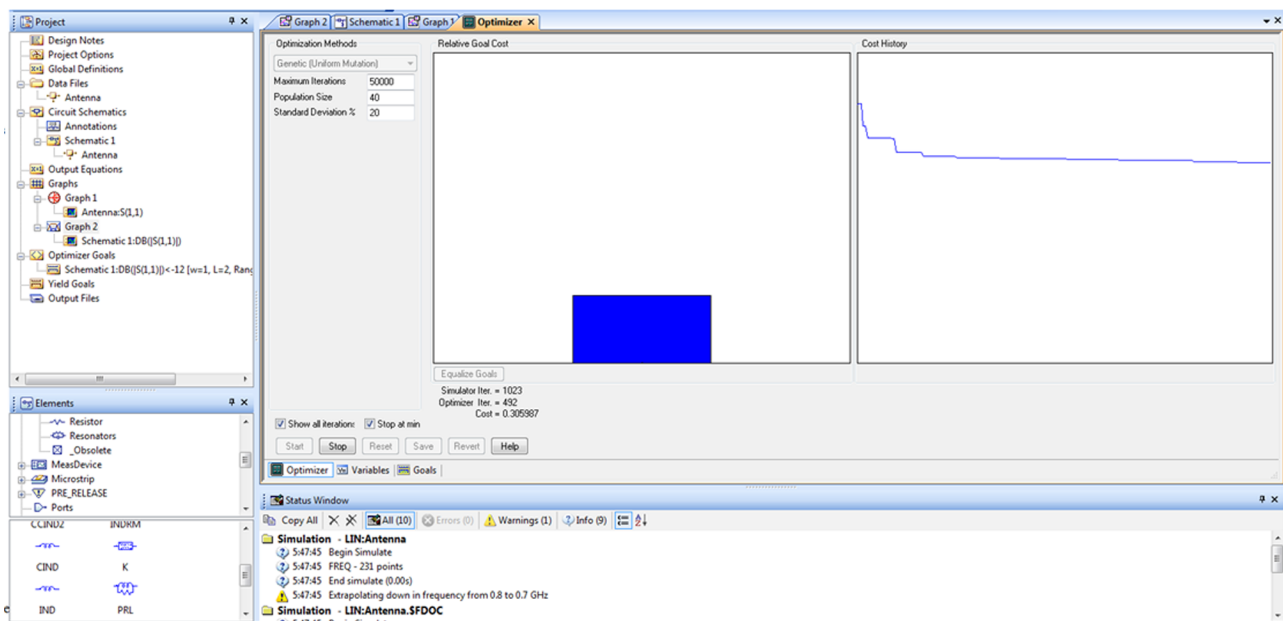 Project
Design Notes
Project Options
Global Definitions
Data Files
Antenna
Circuit Schematics
Annotations
Schematic 1
Antenna
Output Equations
Graphs
Graph 1
Antenna:S(1,1)
Graph 2
Schematic 1:DB(|S(1,1)|)
Optimizer Goals
Schematic 1:DB(|S(1,1)|)<-12 [w=1, L=2, Rang
Yield Goals
Output Files
Elements
Resistor
Resonators
_Obsolete
MeasDevice
Microstrip
PRE_RELEASE
Ports
CCIND2 INDRM
CIND K
IND PRL
Graph 2 Schematic 1 Graph 1 Optimizer
Optimization Methods
Genetic (Uniform Mutation)
Maximum Iterations 50000
Population Size 40
Standard Deviation % 20
Relative Goal Cost
Cost History
Equalize Goals
Simulator Iter. = 1023
Optimizer Iter. = 492
Cost = 0.305987
Show all iterations Stop at min
Start Stop Reset Save Revert Help
Optimizer Variables Goals
Status Window
Copy All All (10) Errors (0) Warnings (1) Info (9)
Simulation - LIN:Antenna
5:47:45 Begin Simulate
5:47:45 FREQ - 231 points
5:47:45 End simulate (0.00s)
5:47:45 Extrapolating down in frequency from 0.8 to 0.7 GHz
Simulation - LIN:Antenna.$FDOC